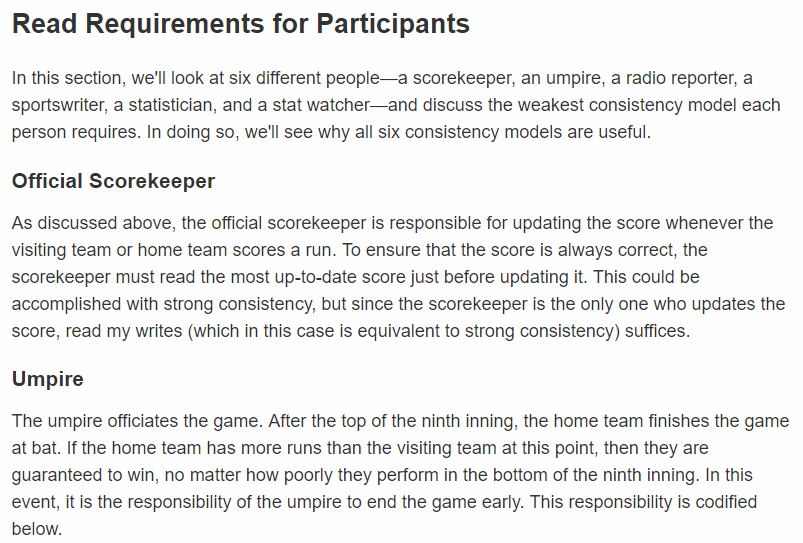 Read Requirements for Participants
In this section, we'll look at six different people—a scorekeeper, an umpire, a radio reporter, a
sportswriter, a statistician, and a stat watcher—and discuss the weakest consistency model each
person requires. In doing so, we'll see why all six consistency models are useful.
Official Scorekeeper
As discussed above, the official scorekeeper is responsible for updating the score whenever the
visiting team or home team scores a run. To ensure that the score is always correct, the
scorekeeper must read the most up-to-date score just before updating it. This could be
accomplished with strong consistency, but since the scorekeeper is the only one who updates the
score, read my writes (which in this case is equivalent to strong consistency) suffices.
Umpire
The umpire officiates the game. After the top of the ninth inning, the home team finishes the game
at bat. If the home team has more runs than the visiting team at this point, then they are
guaranteed to win, no matter how poorly they perform in the bottom of the ninth inning. In this
event, it is the responsibility of the umpire to end the game early. This responsibility is codified
below.